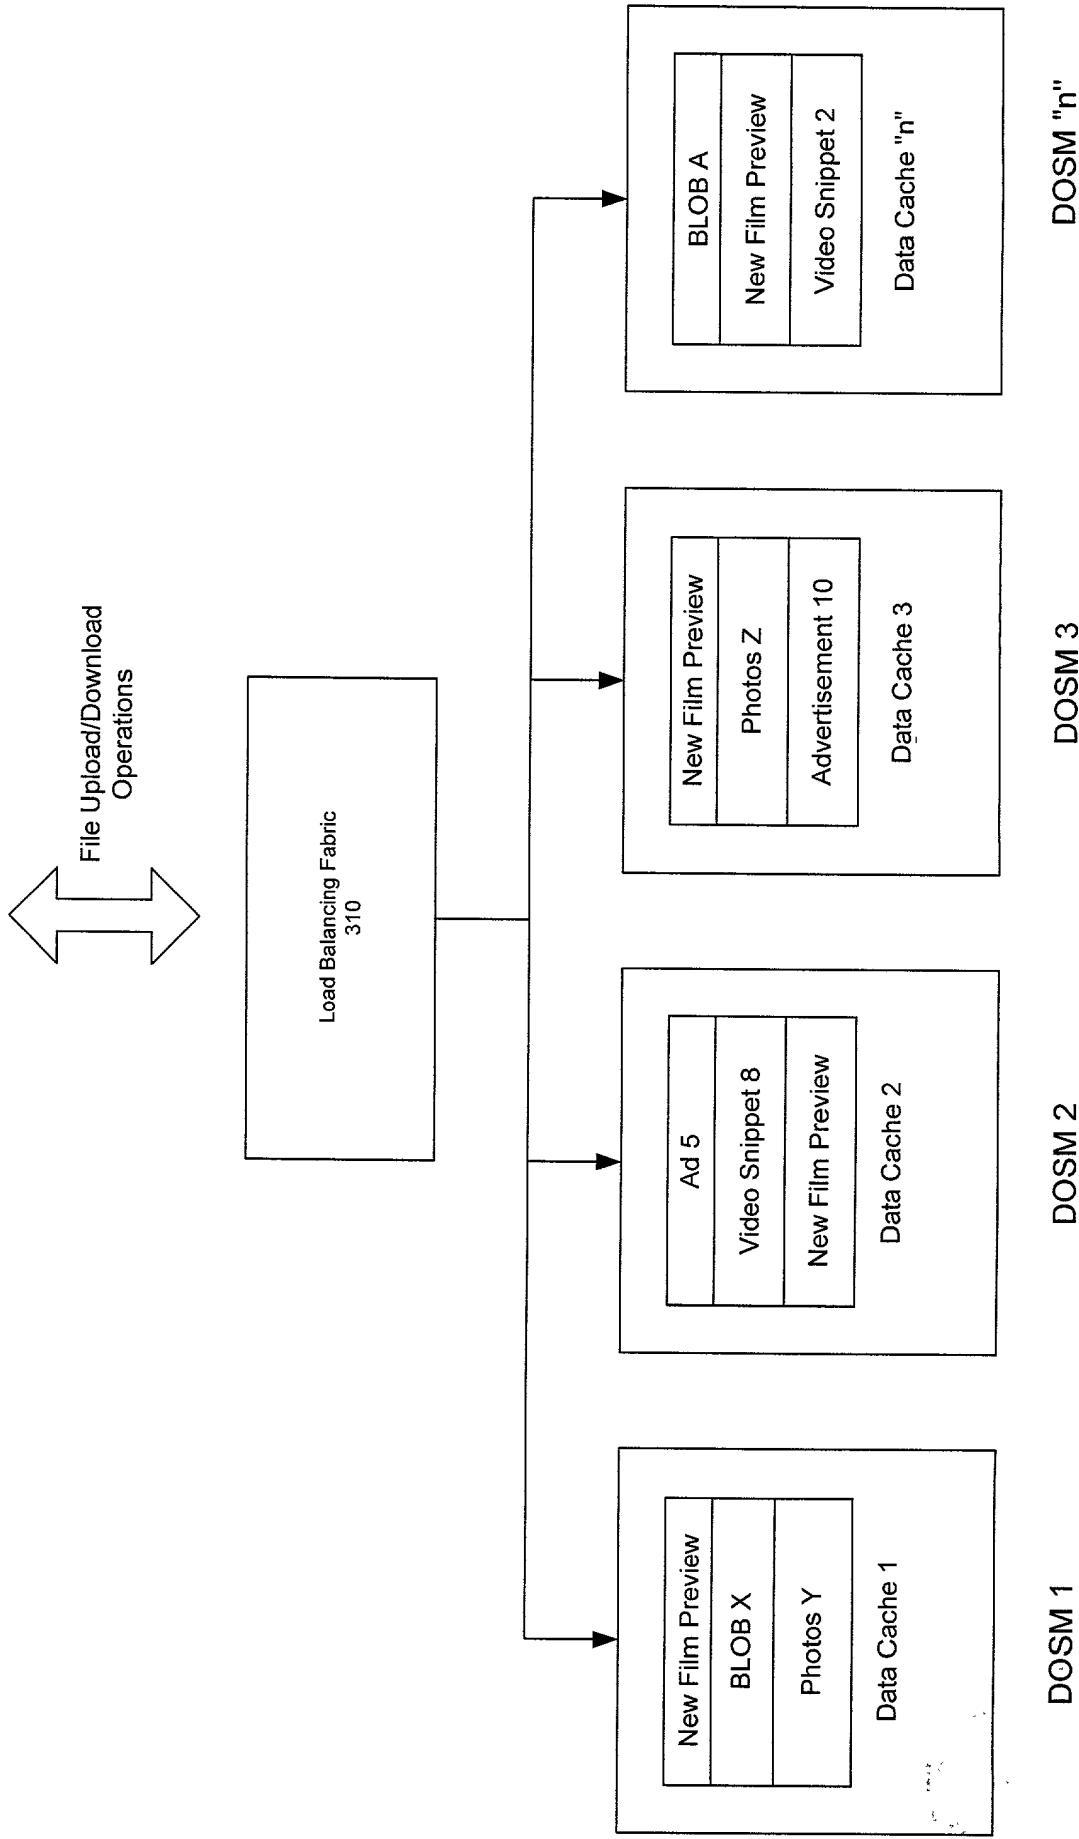 File Upload/Download
Operations
Load Balancing Fabric
310
New Film Preview
BLOB X
Photos Y
Data Cache 1
DOSM 1
Ad 5
Video Snippet 8
New Film Preview
Data Cache 2
DOSM 2
New Film Preview
Photos Z
Advertisement 10
Data Cache 3
DOSM 3
BLOB A
New Film Preview
Video Snippet 2
Data Cache "n"
DOSM "n"